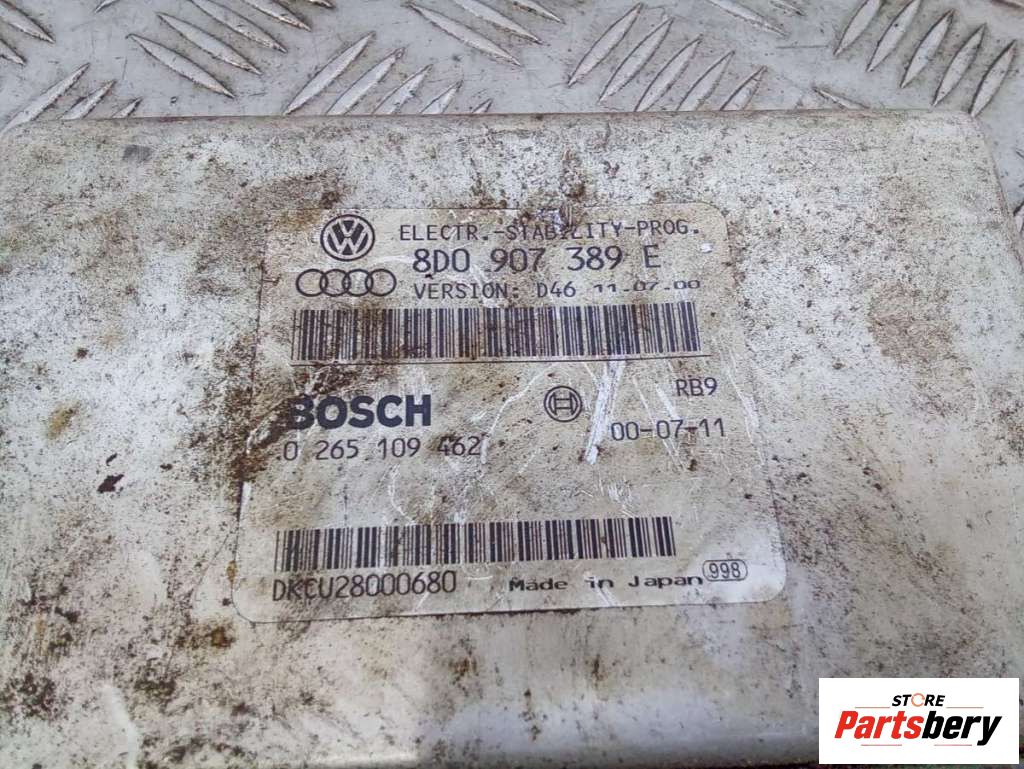 VW
ELECTR.-STABILITY-PROG.
8D0 907 389 E
VERSION: D46 11-07-00
BOSCH
RB9
0 265 109 462
00-07-11
DKCU28000680 Made in Japan 998
STORE
Partsbery